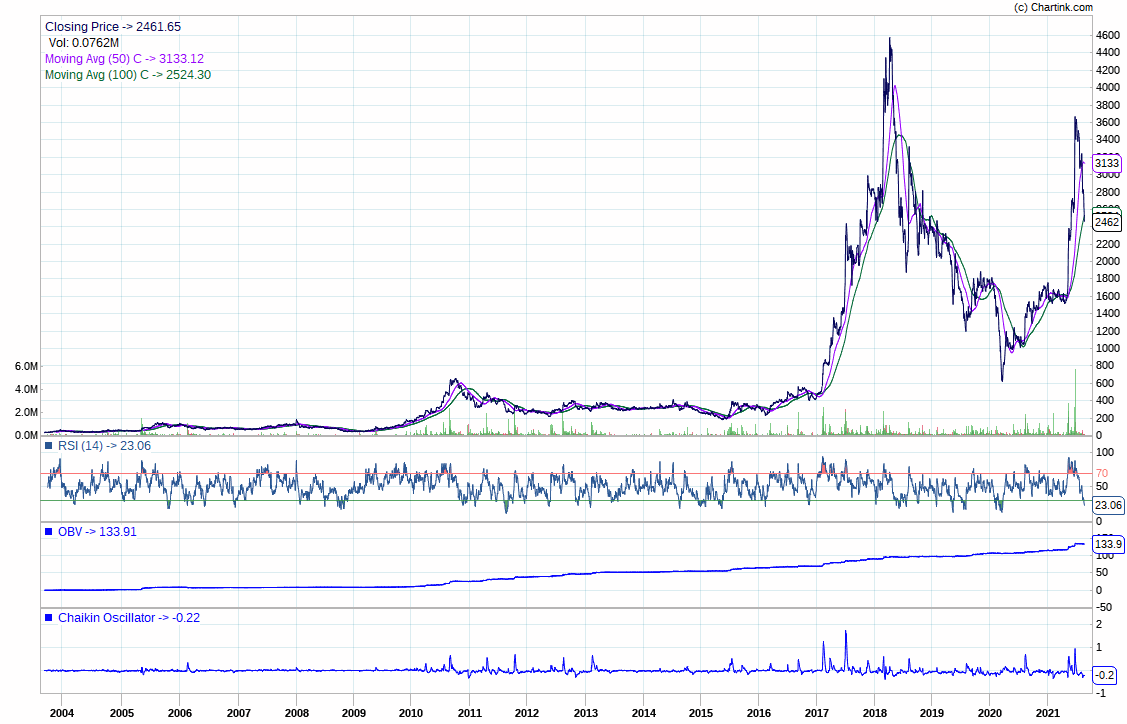 (c) Chartink.com
Closing Price -> 2461.65
Vol: 0.0762M
Moving Avg (50) C -> 3133.12
Moving Avg (100) C -> 2524.30
4600
4400
4200
4000
3800
3600
3400
3133
3000
2800
2462
2200
2000
1800
1600
1400
1200
1000
800
600
400
200
0
6.0M
4.0M
2.0M
0.0M
RSI (14) -> 23.06
100
70
50
23.06
0
OBV -> 133.91
133.9
100
50
0
-50
Chaikin Oscillator -> -0.22
2
1
-0.2
-1
2004 2005 2006 2007 2008 2009 2010 2011 2012 2013 2014 2015 2016 2017 2018 2019 2020 2021